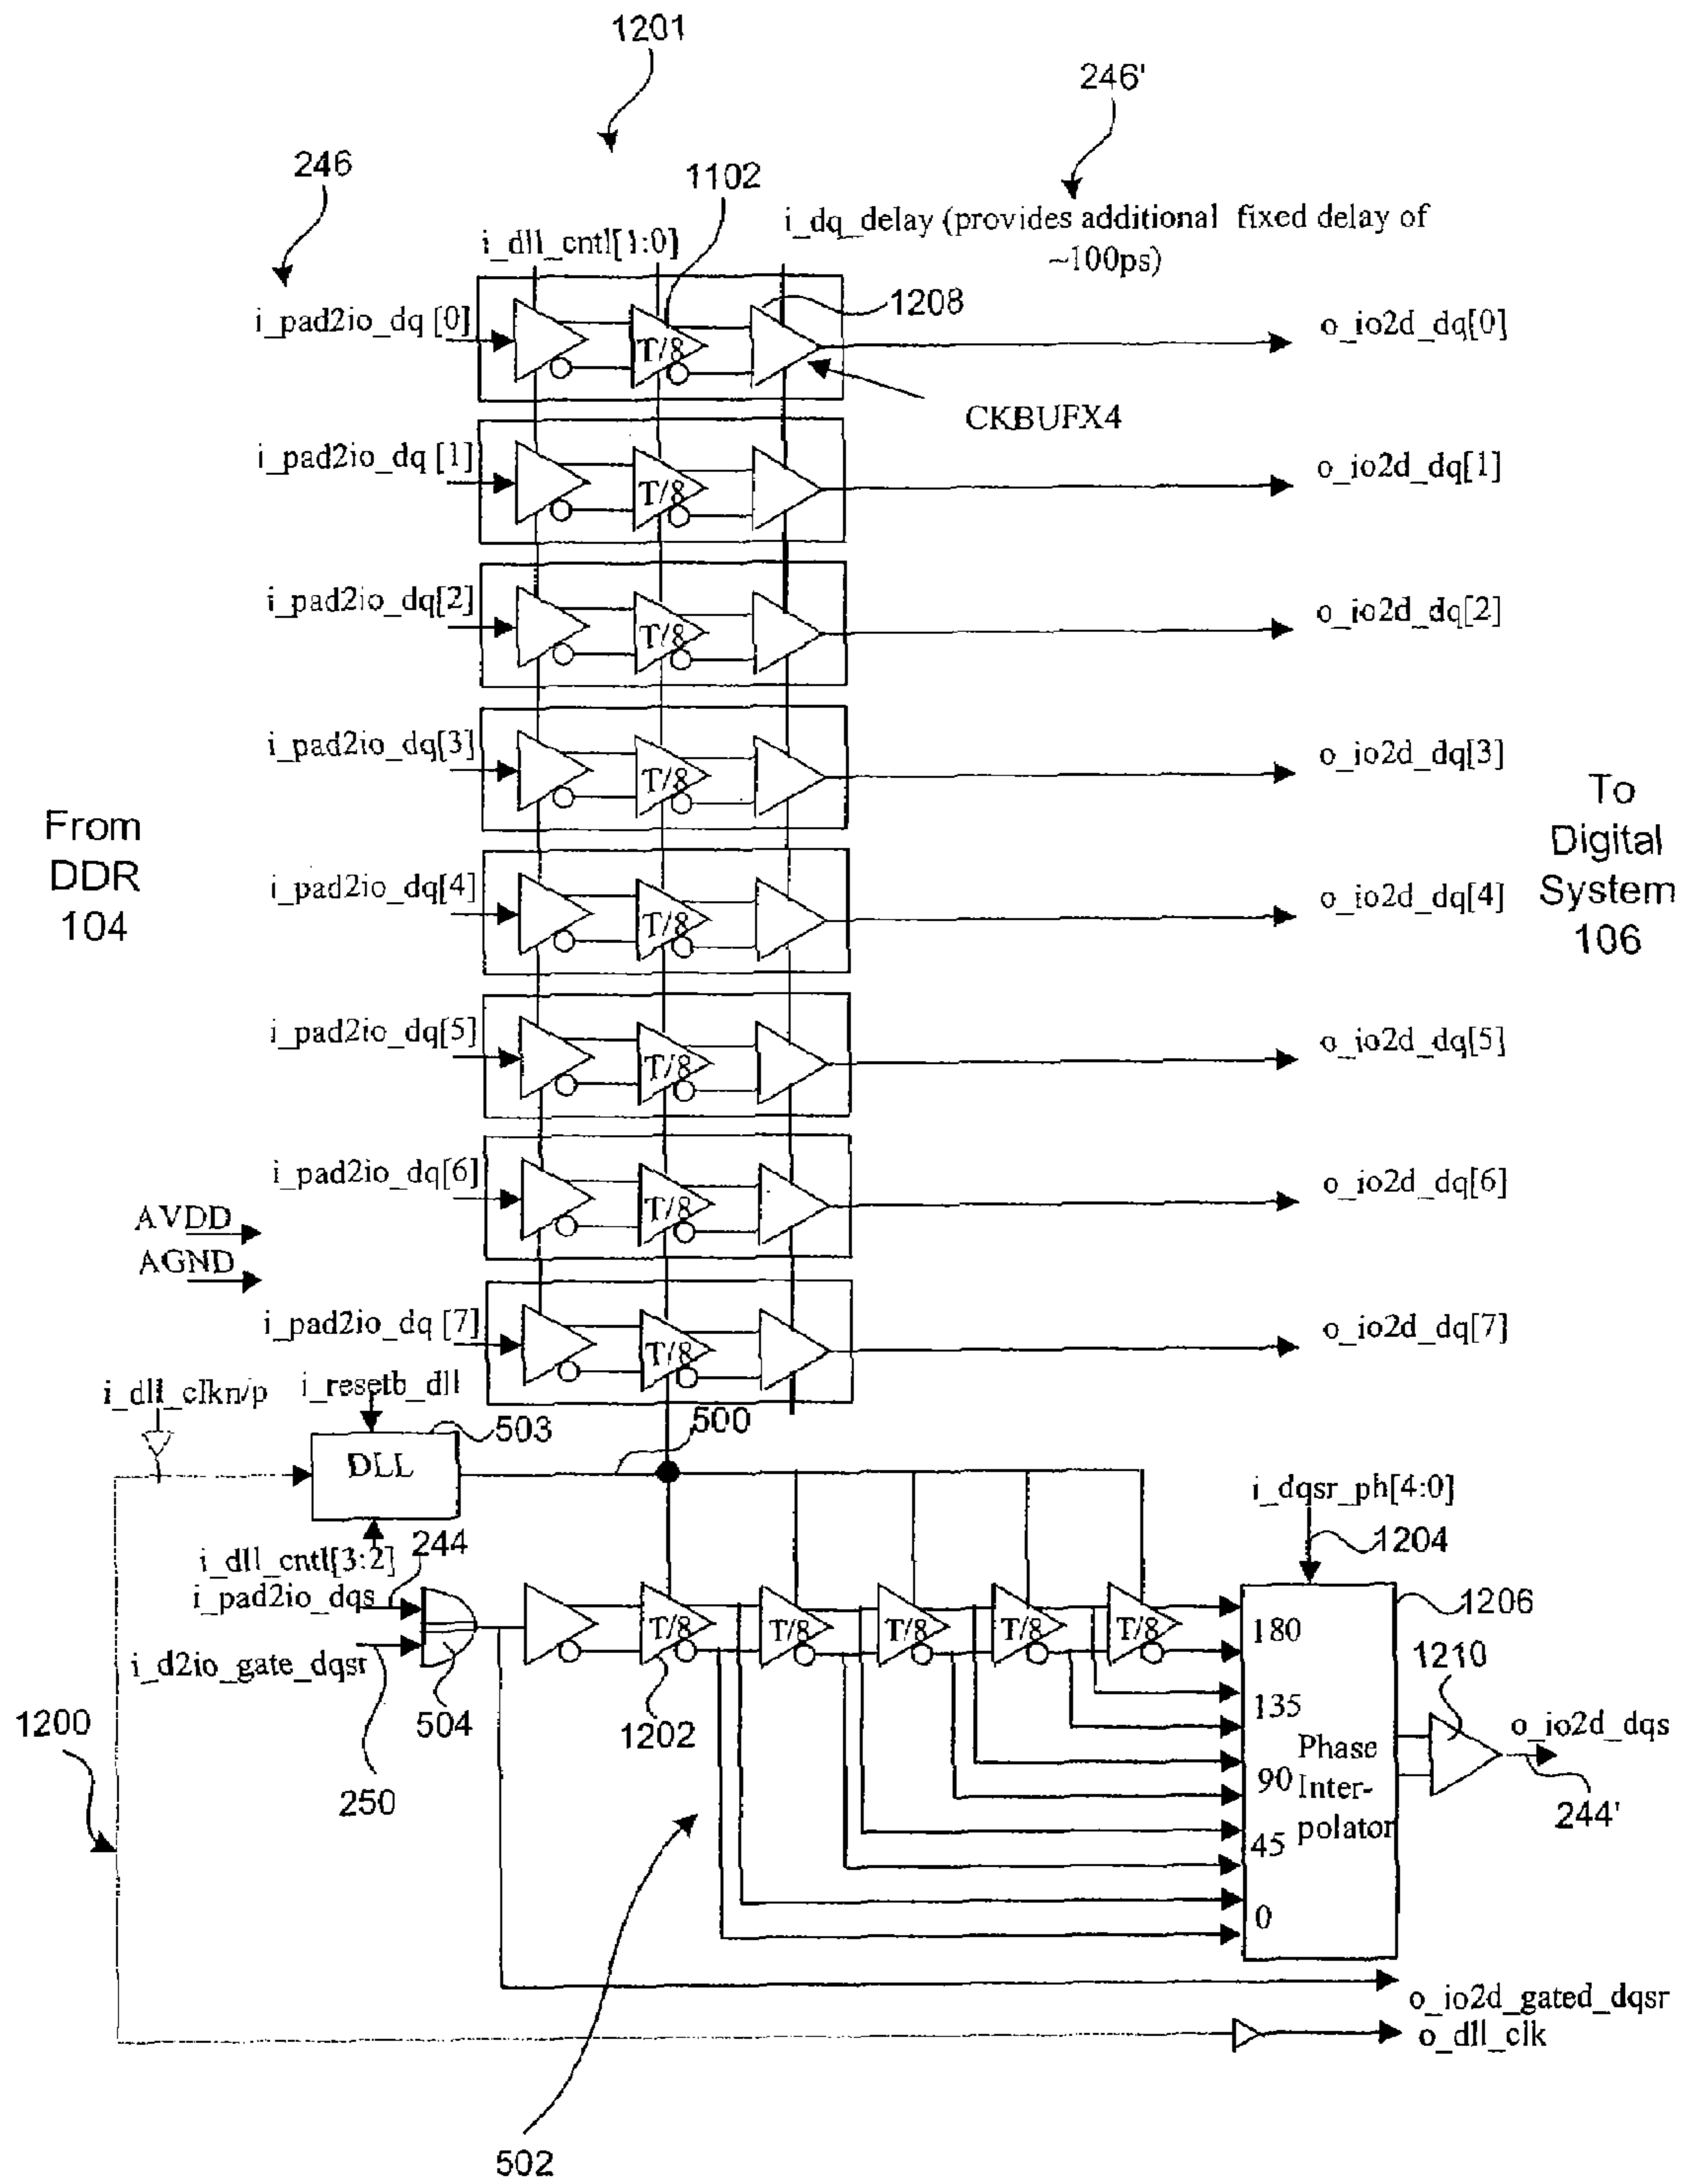 1201
246'
246
1102
i_dll_cntl[1:0]
i_dq_delay (provides additional fixed delay of
~100ps)
1208
i_pad2io_dq [0]
T/8
o_io2d_dq[0]
CKBUFX4
i_pad2io_dq [1]
T/8
o_io2d_dq[1]
i_pad2io_dq[2]
T/8
o_io2d_dq[2]
i_pad2io_dq[3]
T/8
o_io2d_dq[3]
From
DDR
104
To
Digital
System
106
i_pad2io_dq[4]
T/8
o_io2d_dq[4]
i_pad2io_dq[5]
T/8
o_io2d_dq[5]
i_pad2io_dq[6]
T/8
o_io2d_dq[6]
AVDD
AGND
i_pad2io_dq [7]
T/8
o_io2d_dq[7]
i_dll_clkn/p
i_resetb_dll
503
500
DLL
i_dqsr_ph[4:0]
1204
i_dll_cntl[3:2]
244
i_pad2io_dqs
i_d2io_gate_dqsr
504
250
T/8
T/8
T/8
T/8
T/8
1202
1206
180
135
90
45
0
Phase
Inter-
polator
1210
o_io2d_dqs
244'
1200
o_io2d_gated_dqsr
o_dll_clk
502